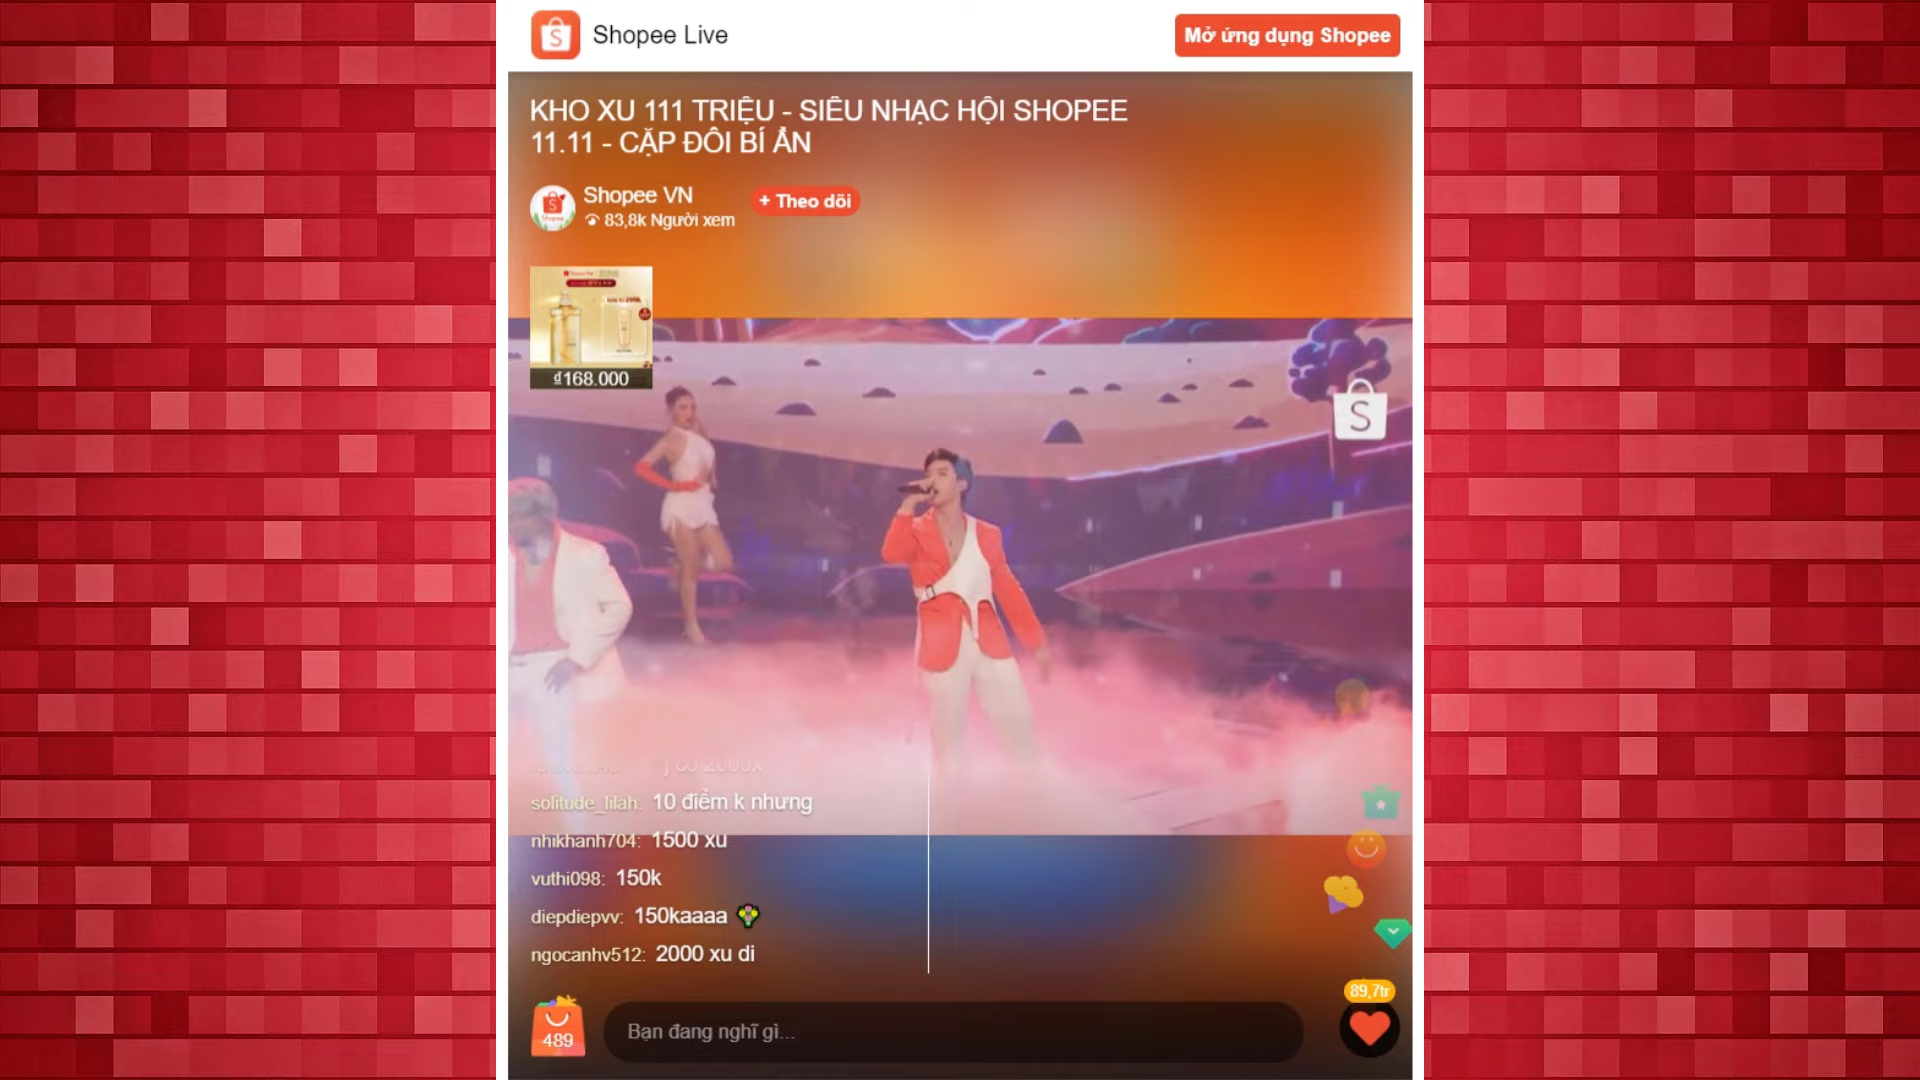 Shopee Live
Mở ứng dụng Shopee
KHO XU 111 TRIỆU - SIÊU NHẠC HỘI SHOPEE
11.11 - CẶP ĐÔI BÍ ẨN
Shopee VN
+ Theo dõi
83,8k Người xem
₫168.000
S
solitude_lilah: 10 điểm k nhưng
nhikhanh704: 1500 xu
vuthi098: 150k
diepdiepvv: 150kaaaa
ngocanhv512: 2000 xu di
89,7tr
489
Bạn đang nghĩ gì...